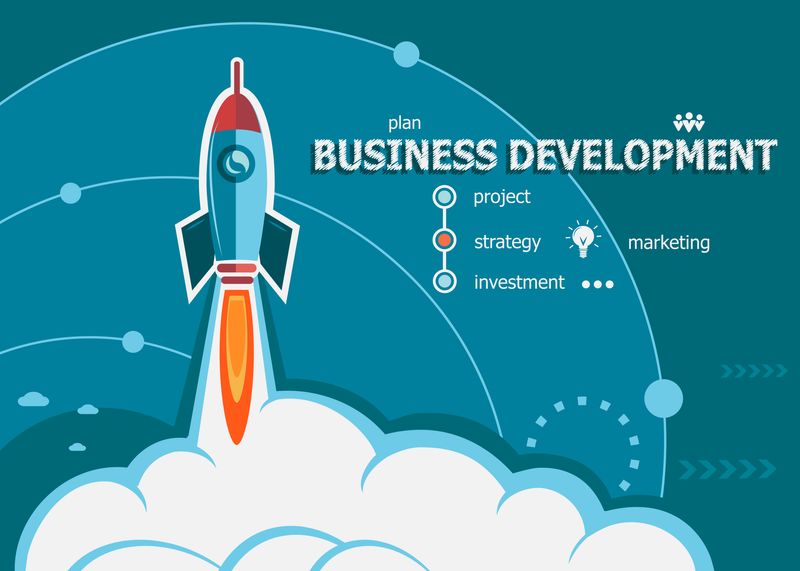 plan
BUSINESS DEVELOPMENT
project
strategy
marketing
investment